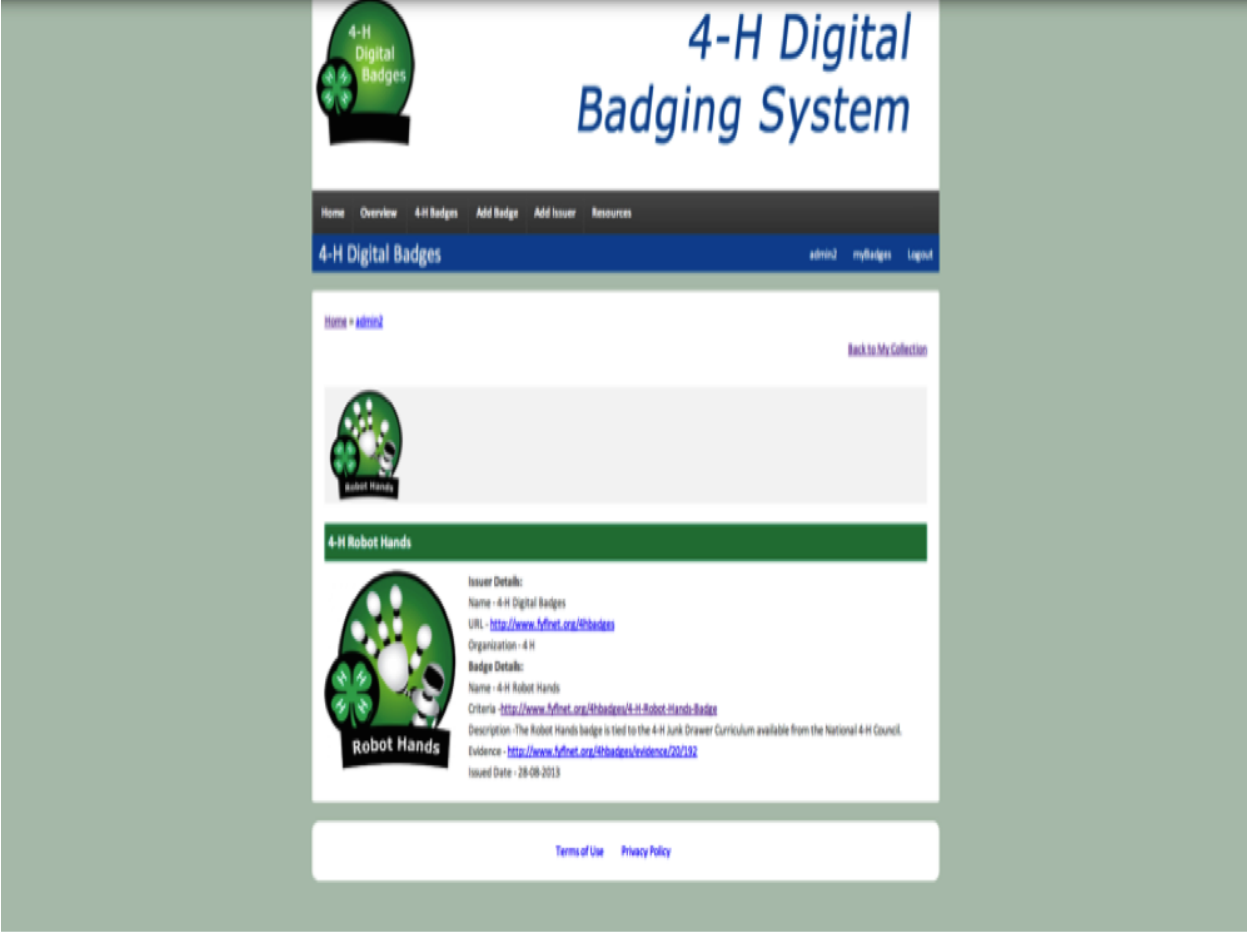 4-H
Digital
Badges
4-H Digital
Badging System
Home Overview 4-H Badges Add Badge Add Issuer Resources
4-H Digital Badges admin2 myBadges Logout
Home » admin2
Back to My Collection
Robot Hands
4-H Robot Hands
Issuer Details:
Name - 4-H Digital Badges
URL - http://www.fyflnet.org/4hbadges
Organization - 4 H
Badge Details:
Name - 4-H Robot Hands
Criteria -http://www.fyflnet.org/4hbadges/4-H-Robot-Hands-Badge
Description -The Robot Hands badge is tied to the 4-H Junk Drawer Curriculum available from the National 4-H Council.
Evidence - http://www.fyflnet.org/4hbadges/evidence/20/192
Issued Date - 28-08-2013
H H
H H
Robot Hands
Terms of Use Privacy Policy